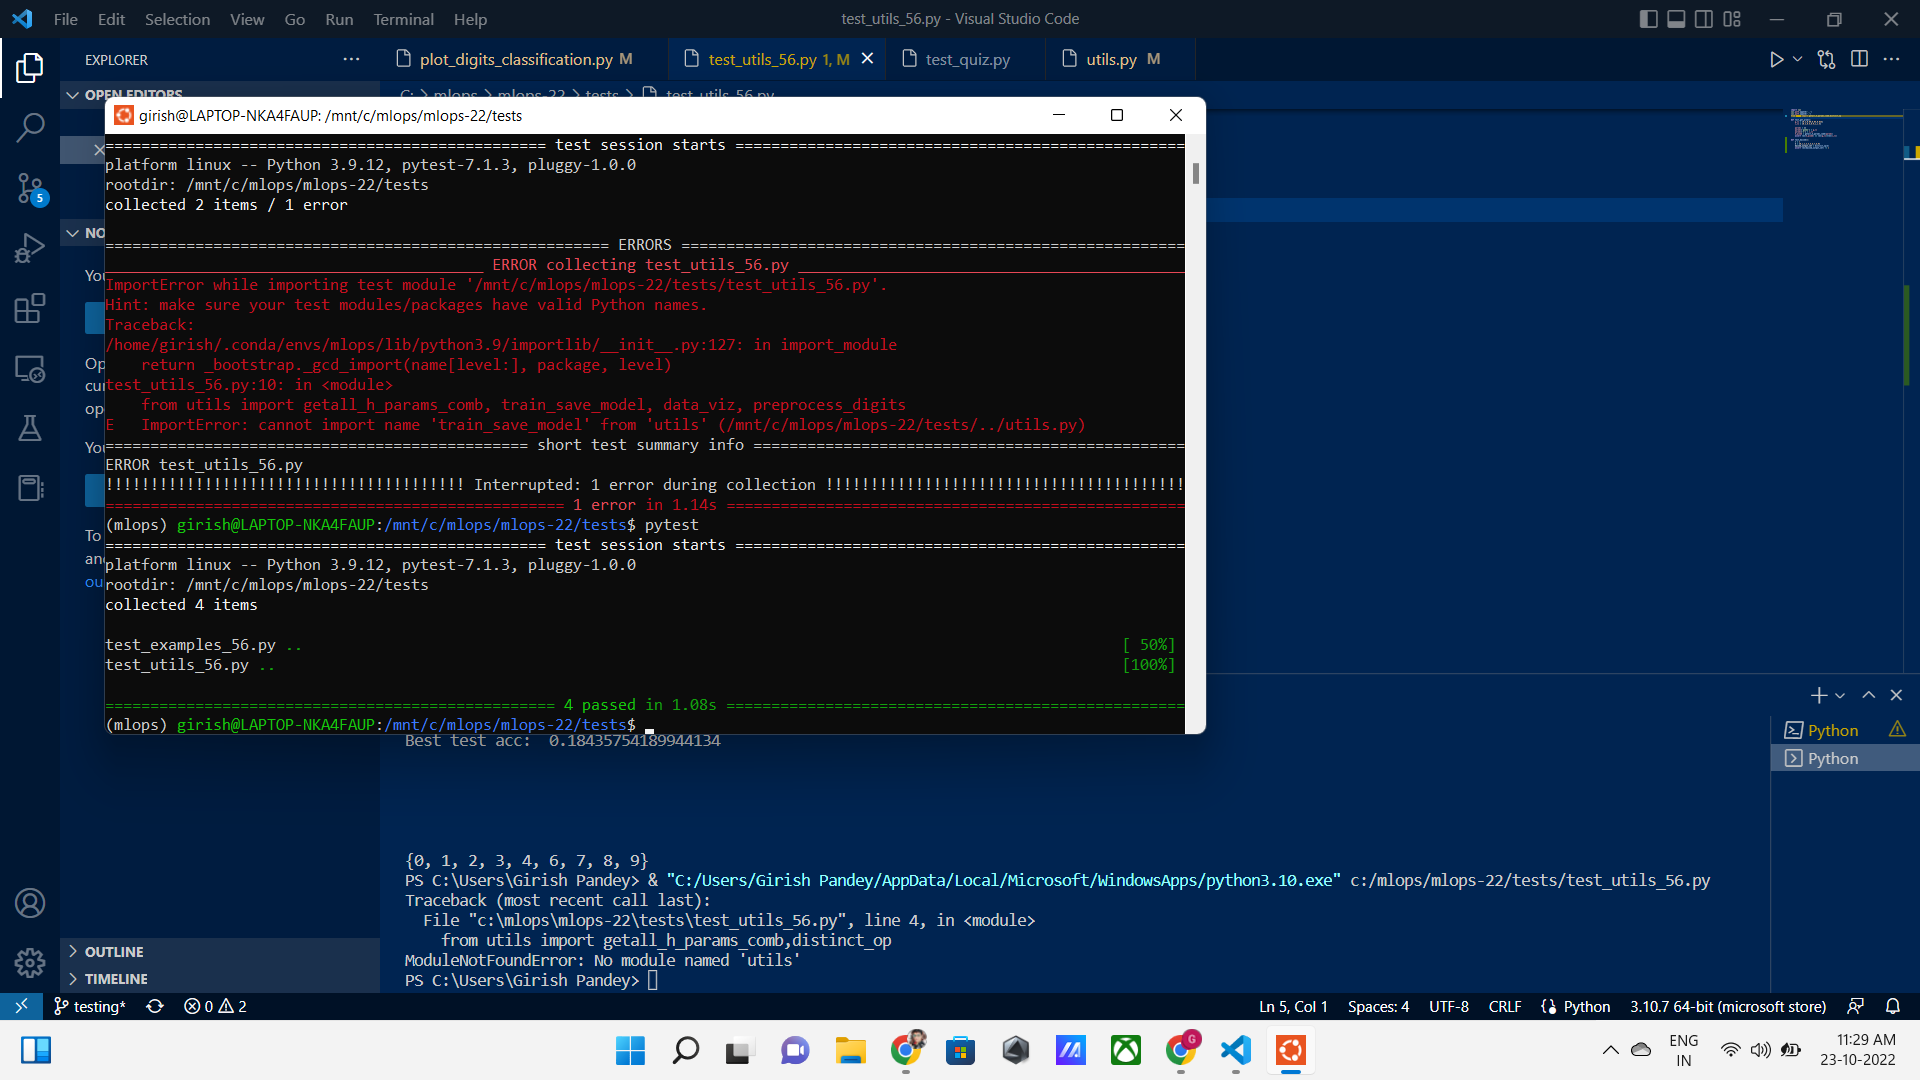 File Edit Selection View Go Run Terminal Help
test_utils_56.py - Visual Studio Code
EXPLORER
plot_digits_classification.py M
test_utils_56.py 1, M
test_quiz.py
utils.py M
OPEN EDITORS
C: > mlops > mlops-22 > tests > test_utils_56.py
girish@LAPTOP-NKA4FAUP: /mnt/c/mlops/mlops-22/tests
================================================= test session starts ==================================================
platform linux -- Python 3.9.12, pytest-7.1.3, pluggy-1.0.0
rootdir: /mnt/c/mlops/mlops-22/tests
collected 2 items / 1 error
======================================================== ERRORS ========================================================
__________________________________________ ERROR collecting test_utils_56.py ___________________________________________
ImportError while importing test module '/mnt/c/mlops/mlops-22/tests/test_utils_56.py'.
Hint: make sure your test modules/packages have valid Python names.
Traceback:
/home/girish/.conda/envs/mlops/lib/python3.9/importlib/__init__.py:127: in import_module
return _bootstrap._gcd_import(name[level:], package, level)
test_utils_56.py:10: in <module>
from utils import getall_h_params_comb, train_save_model, data_viz, preprocess_digits
E ImportError: cannot import name 'train_save_model' from 'utils' (/mnt/c/mlops/mlops-22/tests/../utils.py)
=============================================== short test summary info ================================================
ERROR test_utils_56.py
!!!!!!!!!!!!!!!!!!!!!!!!!!!!!!!!!!!!!!!! Interrupted: 1 error during collection !!!!!!!!!!!!!!!!!!!!!!!!!!!!!!!!!!!!!!!!
=================================================== 1 error in 1.14s ===================================================
(mlops) girish@LAPTOP-NKA4FAUP:/mnt/c/mlops/mlops-22/tests$ pytest
================================================= test session starts ==================================================
platform linux -- Python 3.9.12, pytest-7.1.3, pluggy-1.0.0
rootdir: /mnt/c/mlops/mlops-22/tests
collected 4 items
test_examples_56.py .. [ 50%]
test_utils_56.py .. [100%]
================================================== 4 passed in 1.08s ===================================================
(mlops) girish@LAPTOP-NKA4FAUP:/mnt/c/mlops/mlops-22/tests$
5
NO
You
Op
cur
op
You
To
and
ou
Best test acc: 0.18435754189944134
{0, 1, 2, 3, 4, 6, 7, 8, 9}
PS C:\Users\Girish Pandey> & "C:/Users/Girish Pandey/AppData/Local/Microsoft/WindowsApps/python3.10.exe" c:/mlops/mlops-22/tests/test_utils_56.py
Traceback (most recent call last):
File "c:\mlops\mlops-22\tests\test_utils_56.py", line 4, in <module>
from utils import getall_h_params_comb,distinct_op
ModuleNotFoundError: No module named 'utils'
PS C:\Users\Girish Pandey>
Python
Python
OUTLINE
TIMELINE
testing* 0 2
Ln 5, Col 1 Spaces: 4 UTF-8 CRLF Python 3.10.7 64-bit (microsoft store)
G
ENG
IN
11:29 AM
23-10-2022